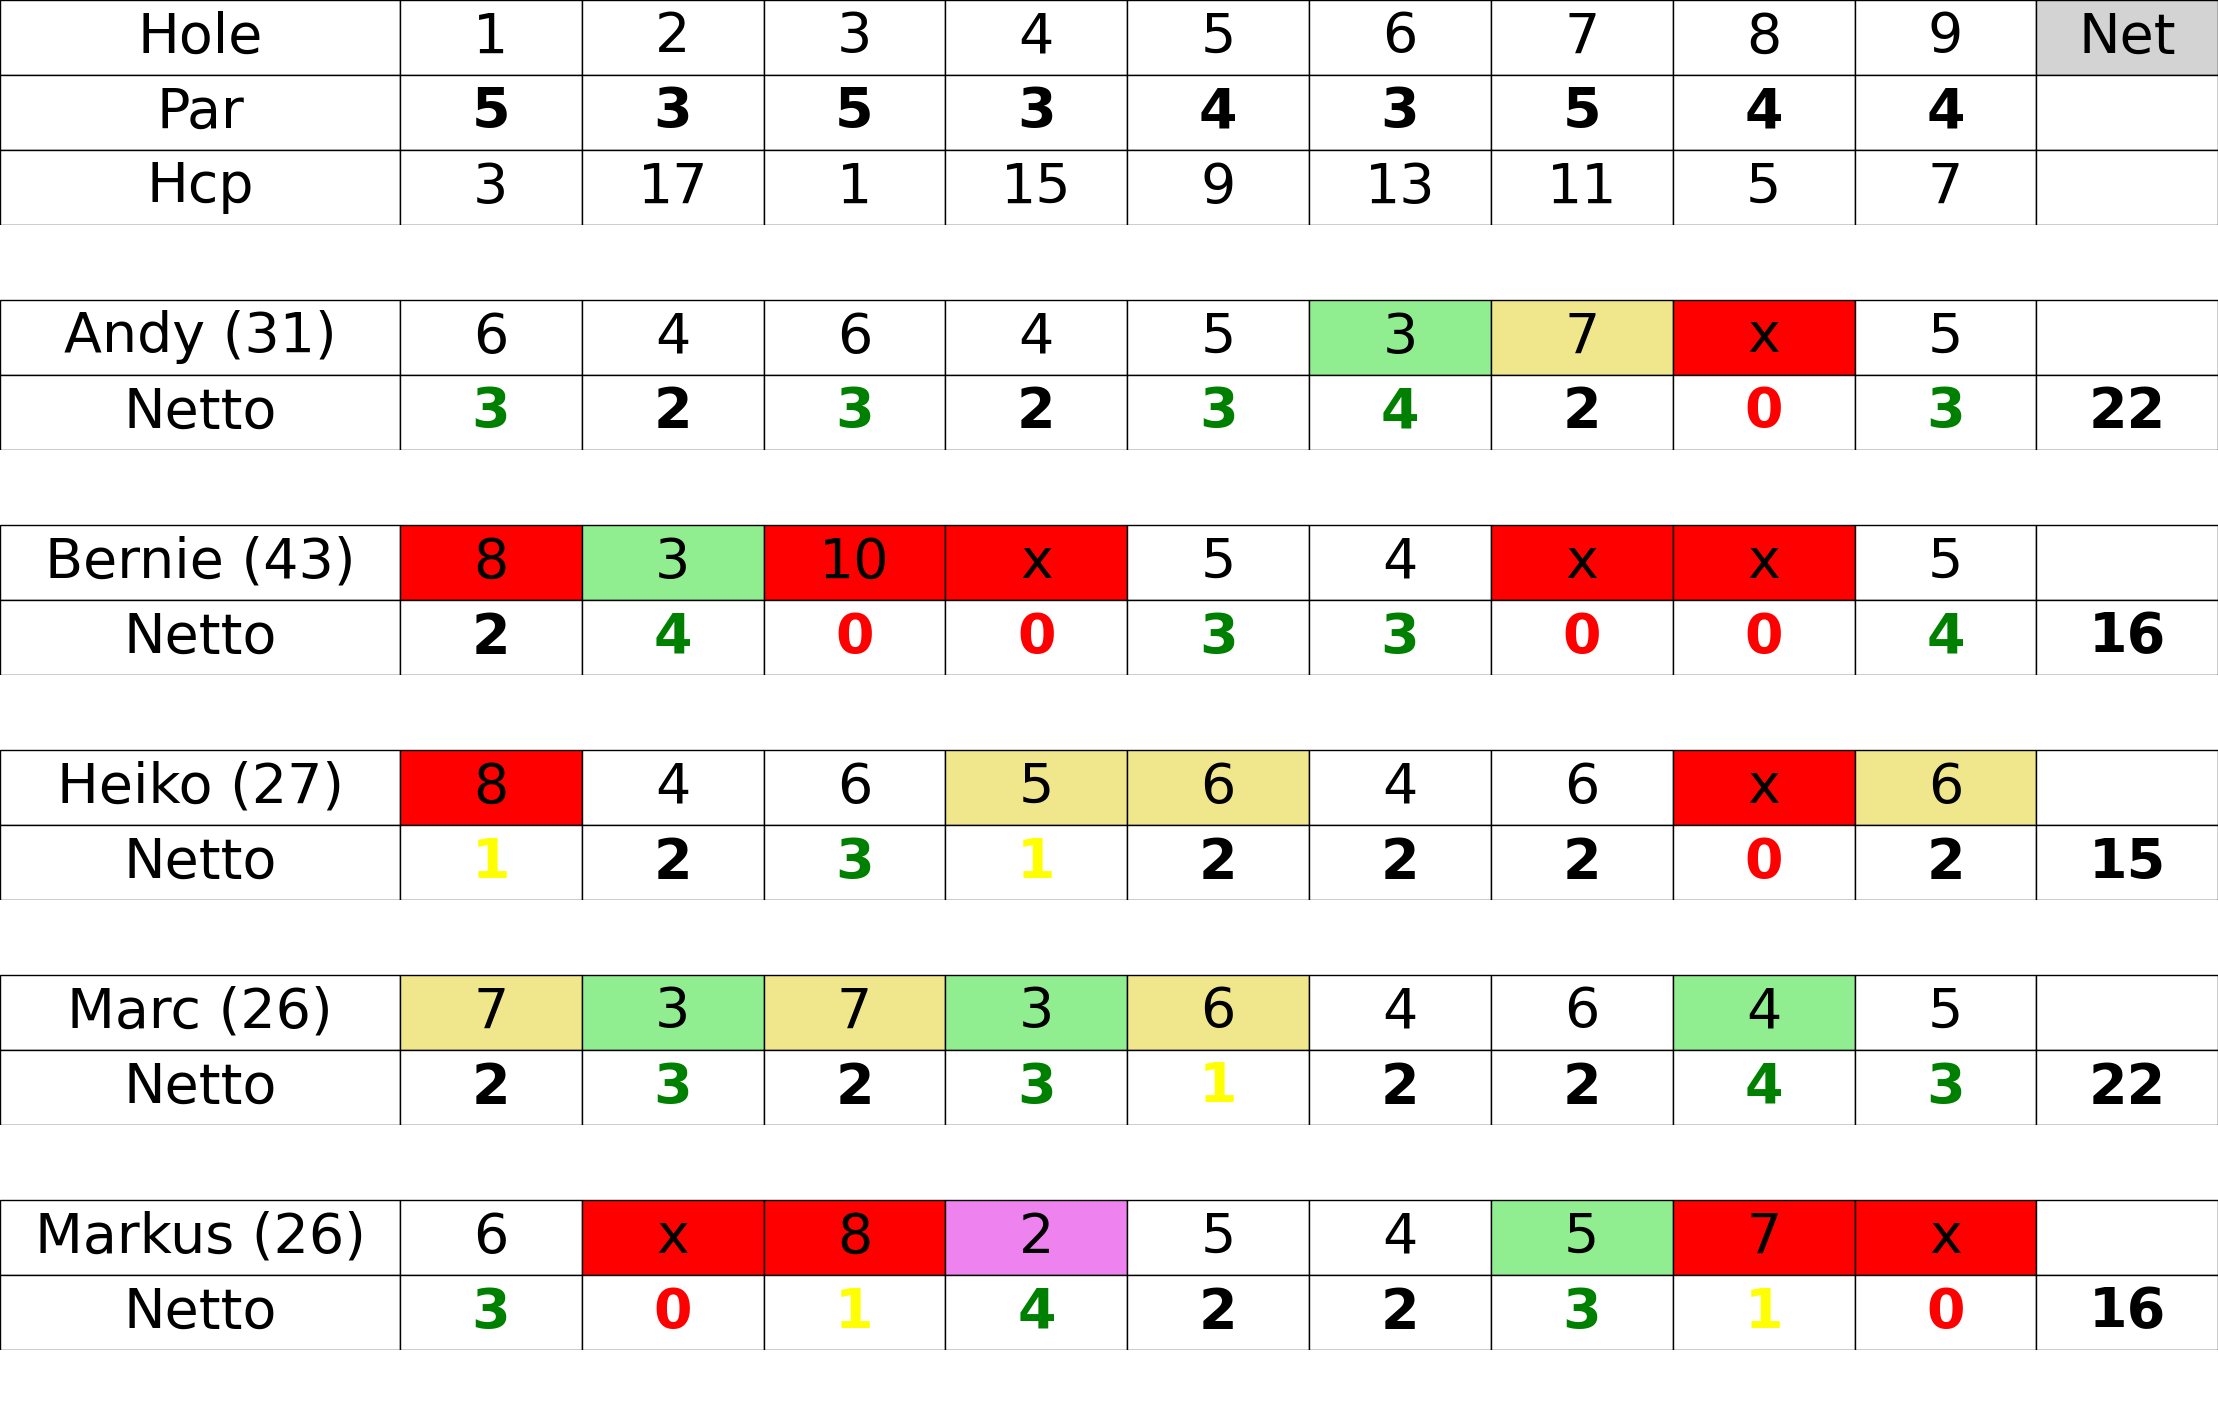 Hole 1 2 3 4 5 6 7 8 9 Net
Par 5 3 5 3 4 3 5 4 4
Hcp 3 17 1 15 9 13 11 5 7
Andy (31) 6 4 6 4 5 3 7 x 5
Netto 3 2 3 2 3 4 2 0 3 22
Bernie (43) 8 3 10 x 5 4 x x 5
Netto 2 4 0 0 3 3 0 0 4 16
Heiko (27) 8 4 6 5 6 4 6 x 6
Netto 1 2 3 1 2 2 2 0 2 15
Marc (26) 7 3 7 3 6 4 6 4 5
Netto 2 3 2 3 1 2 2 4 3 22
Markus (26) 6 x 8 2 5 4 5 7 x
Netto 3 0 1 4 2 2 3 1 0 16